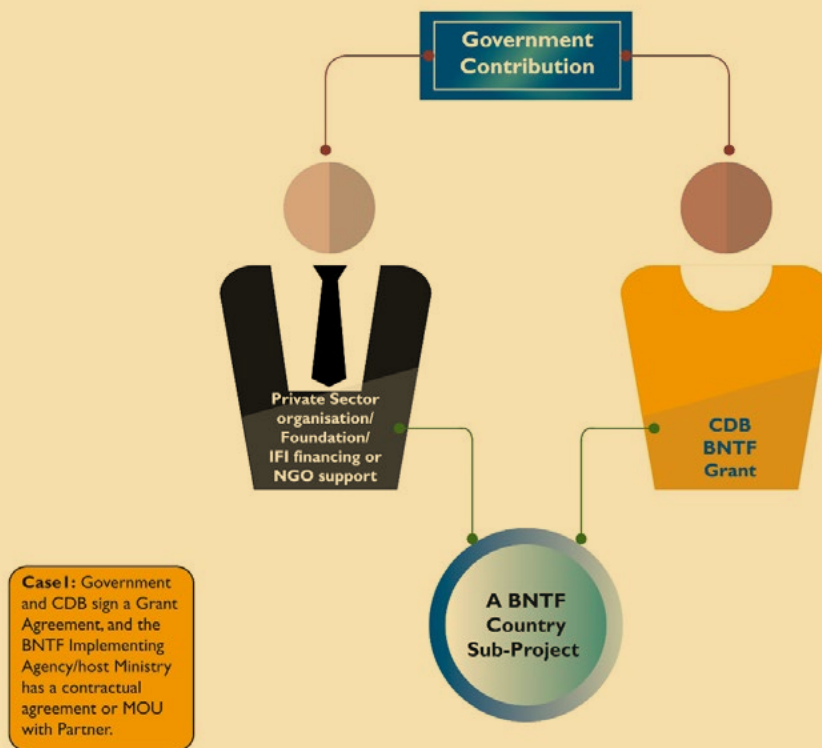 Government
Contribution
Private Sector
organisation/
Foundation/
IFI financing or
NGO support
CDB
BNTF
Grant
A BNTF
Country
Sub-Project
Case1: Government
and CDB sign a Grant
Agreement, and the
BNTF Implementing
Agency/host Ministry
has a contractual
agreement or MOU
with Partner.